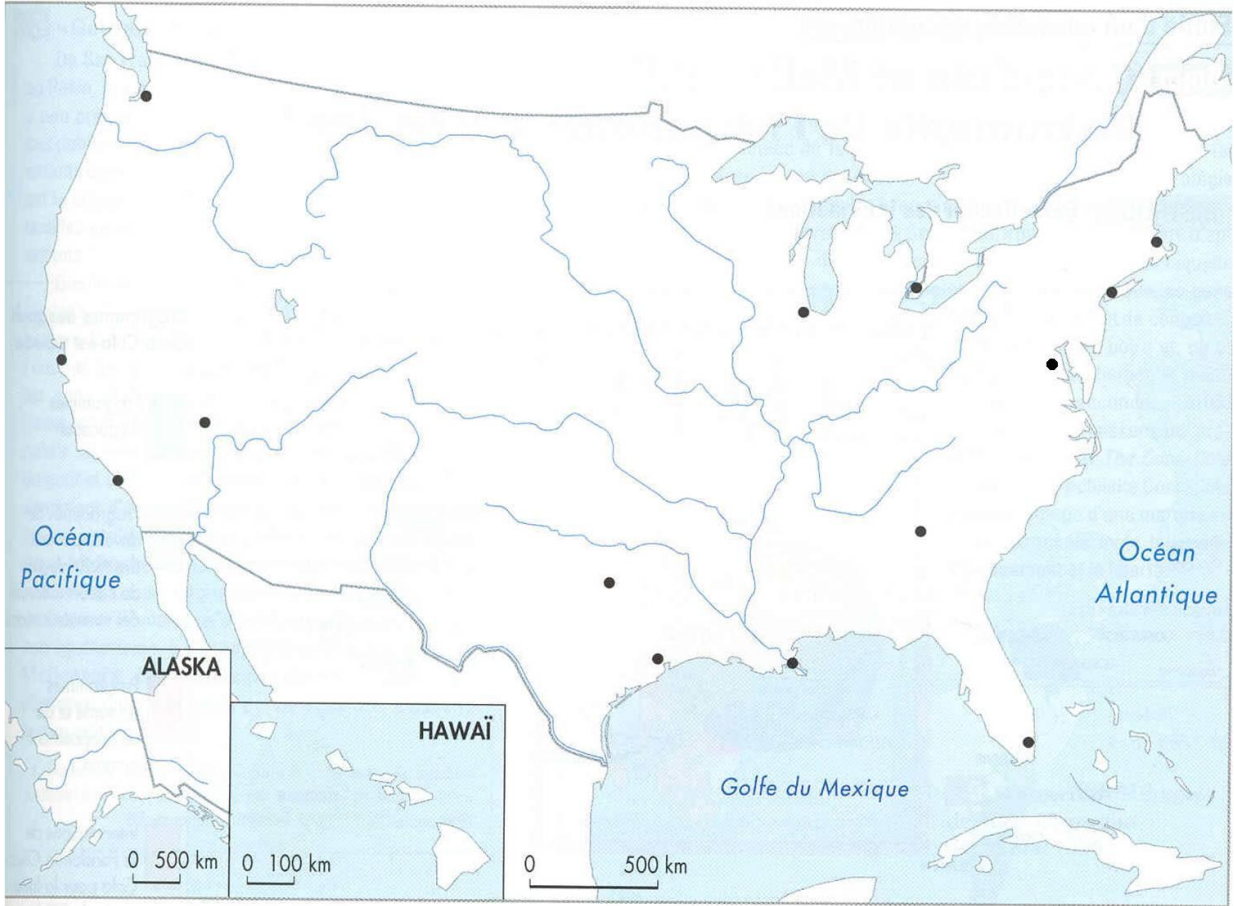 Océan
Pacifique
Océan
Atlantique
ALASKA
HAWAÏ
Golfe du Mexique
0 500 km
0 100 km
0 500 km